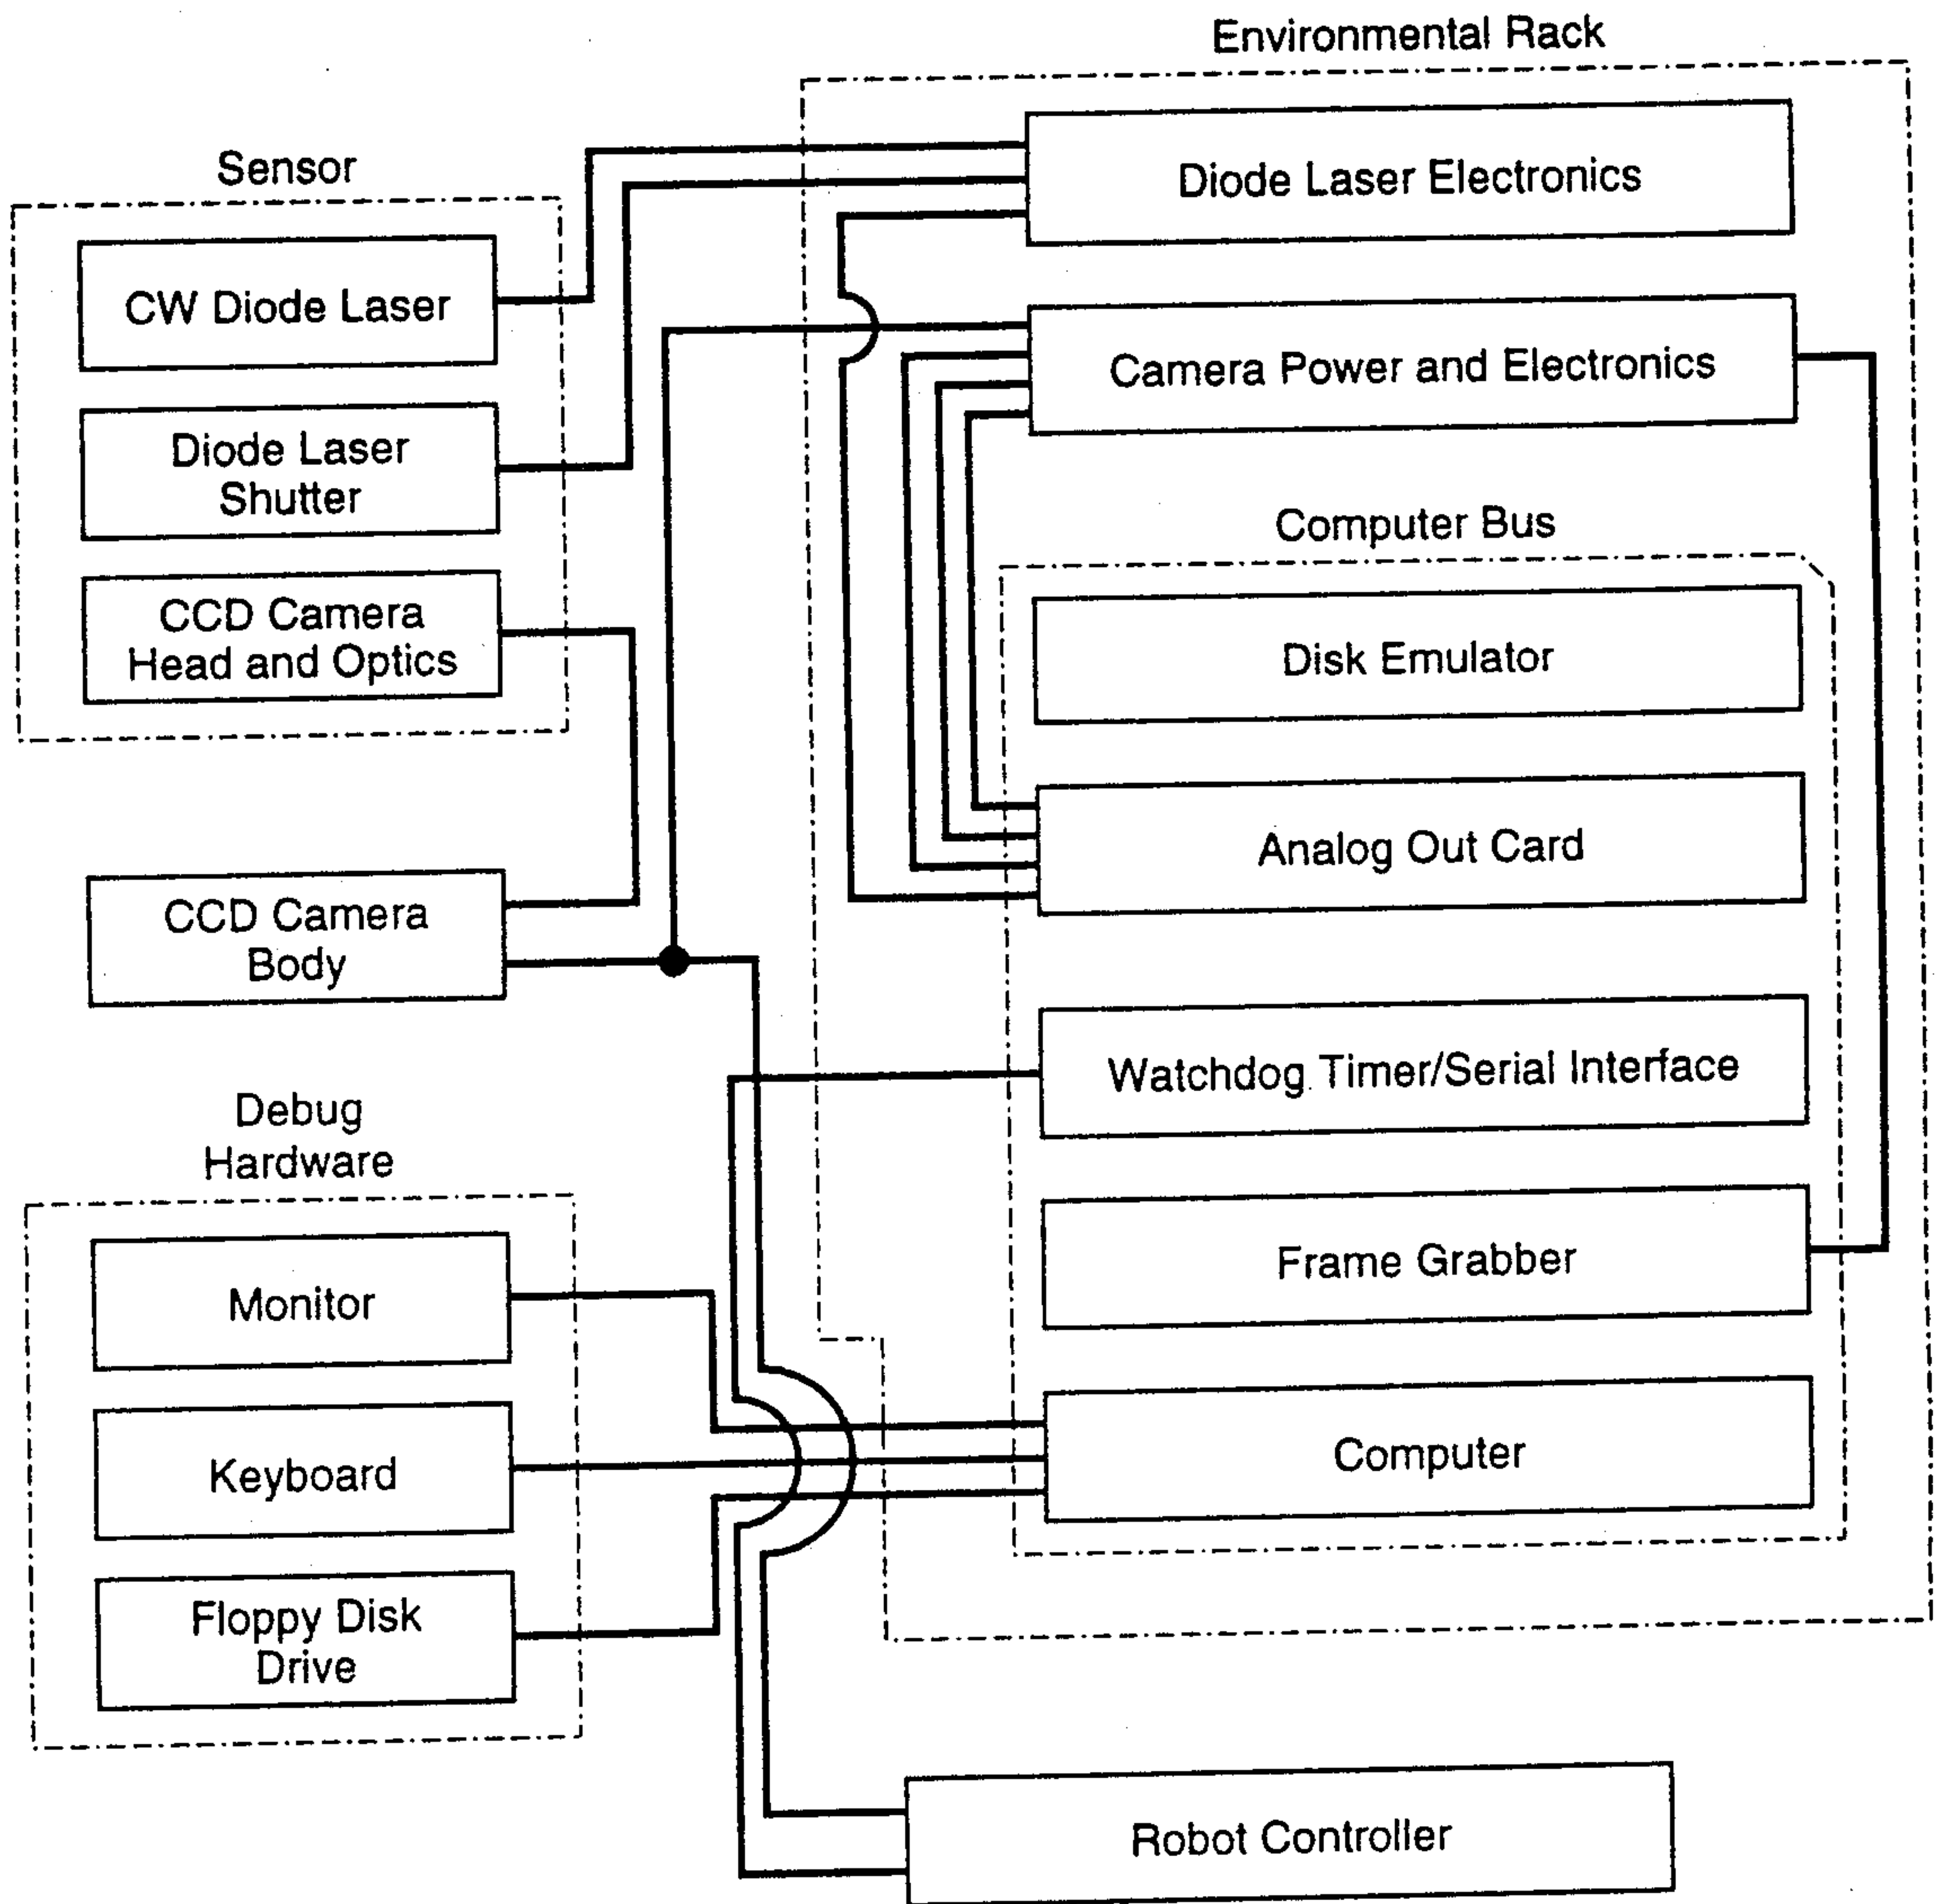 Environmental Rack
Sensor
CW Diode Laser
Diode Laser
Shutter
CCD Camera
Head and Optics
CCD Camera
Body
Debug
Hardware
Monitor
Keyboard
Floppy Disk
Drive
Diode Laser Electronics
Camera Power and Electronics
Computer Bus
Disk Emulator
Analog Out Card
Watchdog Timer/Serial Interface
Frame Grabber
Computer
Robot Controller